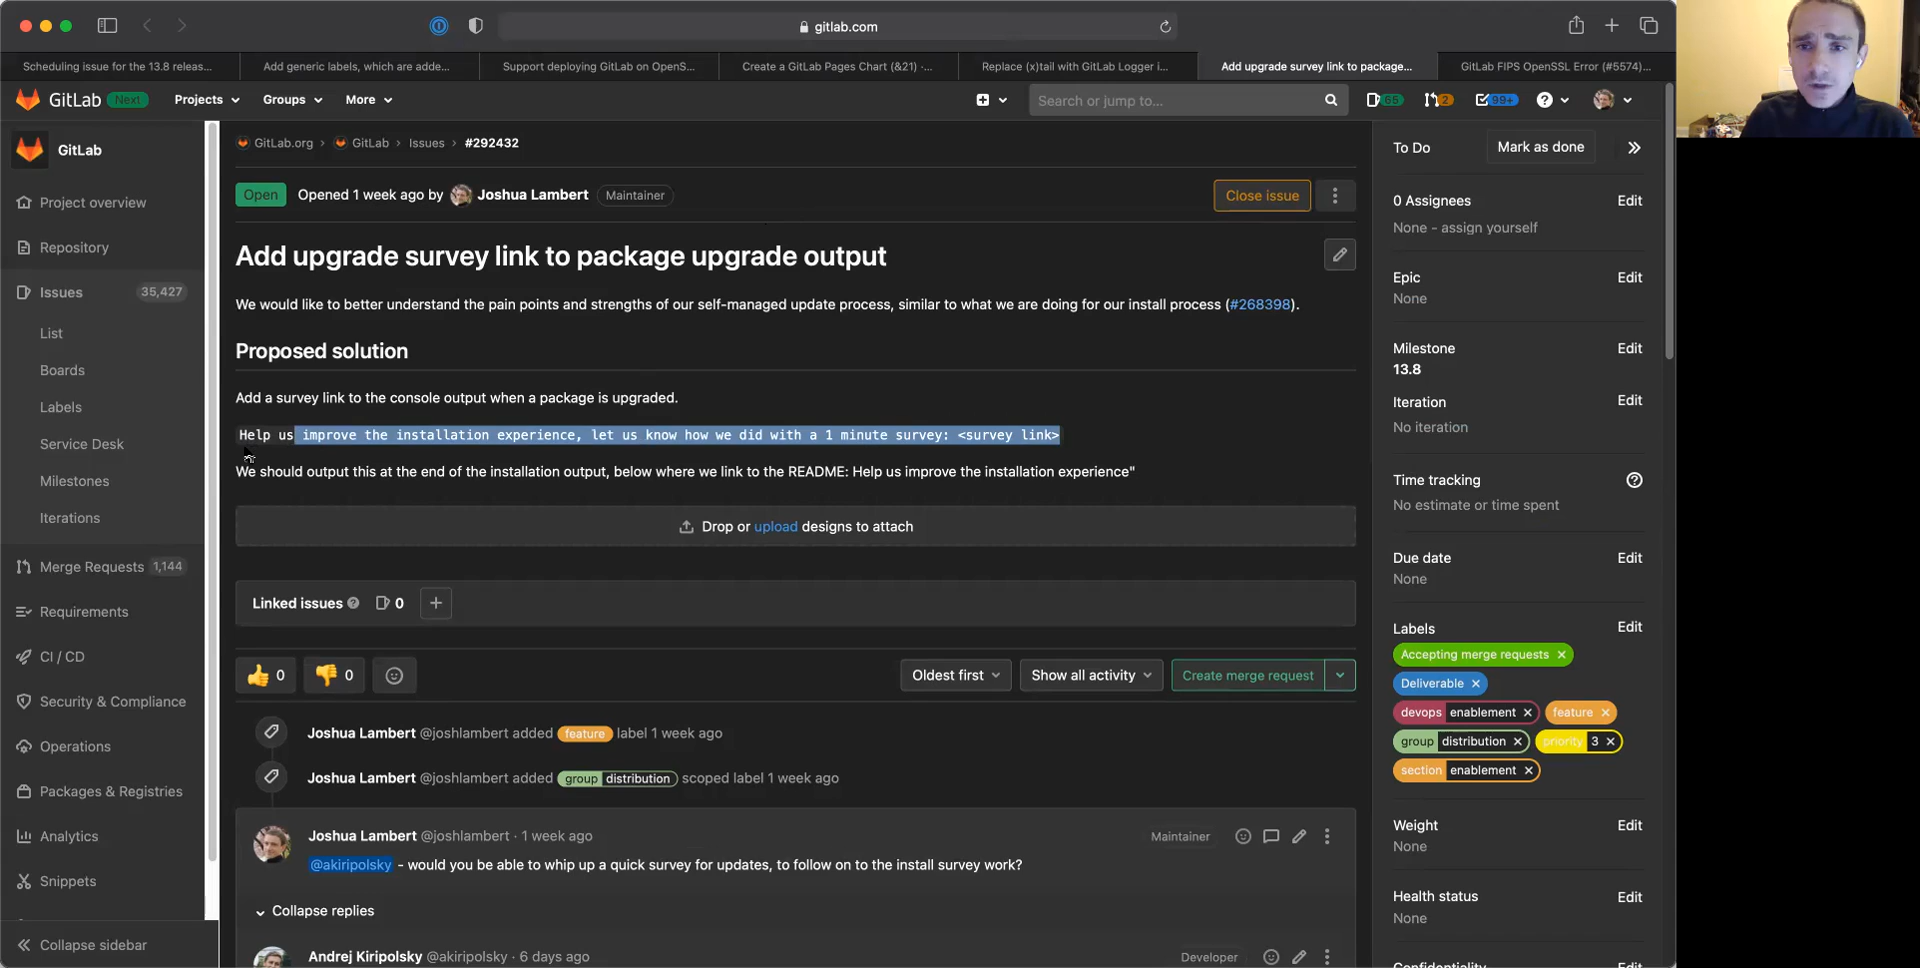 gitlab.com
Scheduling issue for the 13.8 releas...
Add generic labels, which are adde...
Support deploying GitLab on OpenS...
Create a GitLab Pages Chart (&21) ·...
Replace (x)tail with GitLab Logger i...
Add upgrade survey link to package...
GitLab FIPS OpenSSL Error (#5574)...
GitLab Next Projects Groups More Search or jump to... 65 2 99+
GitLab
Project overview
Repository
Issues 35,427
List
Boards
Labels
Service Desk
Milestones
Iterations
Merge Requests 1,144
Requirements
CI / CD
Security & Compliance
Operations
Packages & Registries
Analytics
Snippets
Collapse sidebar
GitLab.org › GitLab › Issues › #292432
Open Opened 1 week ago by Joshua Lambert Maintainer Close issue
Add upgrade survey link to package upgrade output
We would like to better understand the pain points and strengths of our self-managed update process, similar to what we are doing for our install process (#268398).
Proposed solution
Add a survey link to the console output when a package is upgraded.
Help us improve the installation experience, let us know how we did with a 1 minute survey: <survey link>
We should output this at the end of the installation output, below where we link to the README: Help us improve the installation experience"
Drop or upload designs to attach
Linked issues 0
0 0 Oldest first Show all activity Create merge request
Joshua Lambert @joshlambert added feature label 1 week ago
Joshua Lambert @joshlambert added group distribution scoped label 1 week ago
Joshua Lambert @joshlambert · 1 week ago Maintainer
@akiripolsky - would you be able to whip up a quick survey for updates, to follow on to the install survey work?
Collapse replies
Andrej Kiripolsky @akiripolsky · 6 days ago Developer
To Do Mark as done
0 Assignees Edit
None - assign yourself
Epic Edit
None
Milestone Edit
13.8
Iteration Edit
No iteration
Time tracking
No estimate or time spent
Due date Edit
None
Labels Edit
Accepting merge requests
Deliverable
devops enablement feature
group distribution priority 3
section enablement
Weight Edit
None
Health status Edit
None
Confidentiality Edit